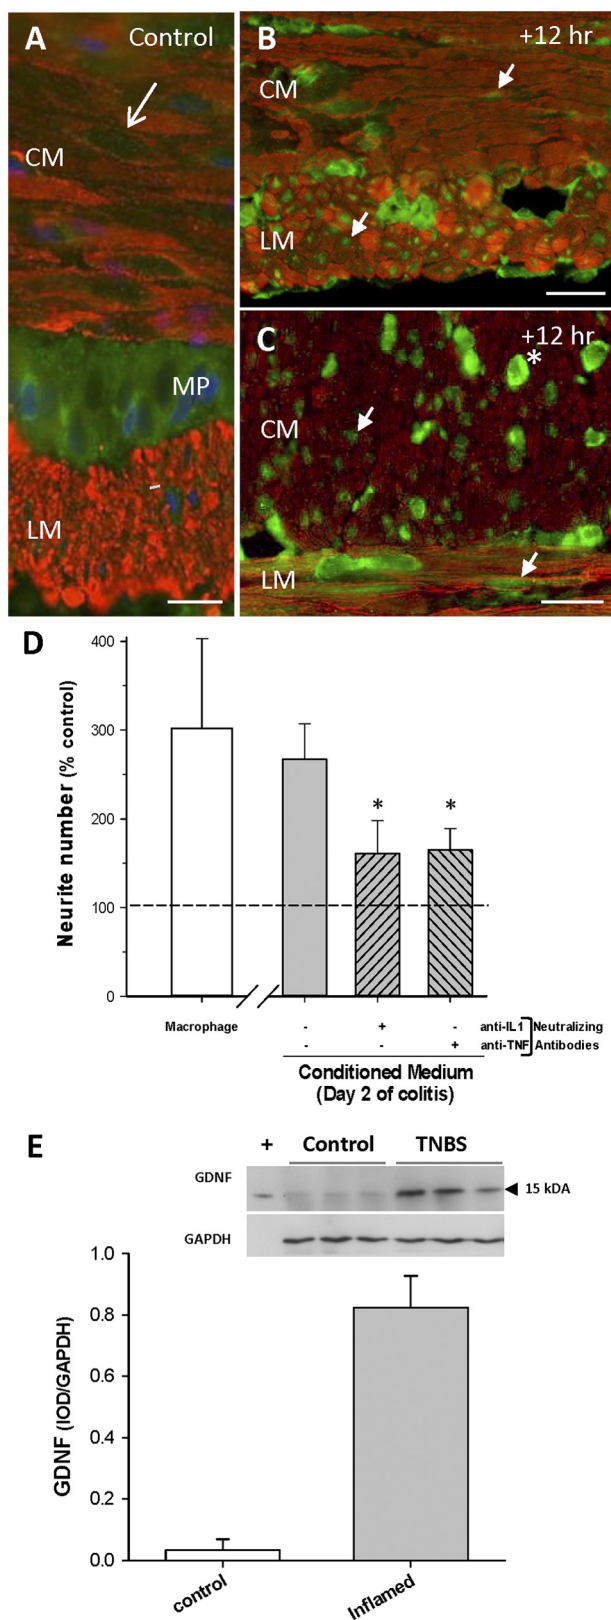 A Control
CM
MP
LM
B +12 hr
CM
LM
C +12 hr
*
CM
LM
D
400
300
200
100
0
Neurite number (% control)
* *
Macrophage - + - anti-IL1 Neutralizing
- - + anti-TNF Antibodies
Conditioned Medium
(Day 2 of colitis)
E
+ Control TNBS
GDNF
15 kDA
GAPDH
1.0
0.8
0.6
0.4
0.2
0.0
GDNF (IOD/GAPDH)
control
Inflamed